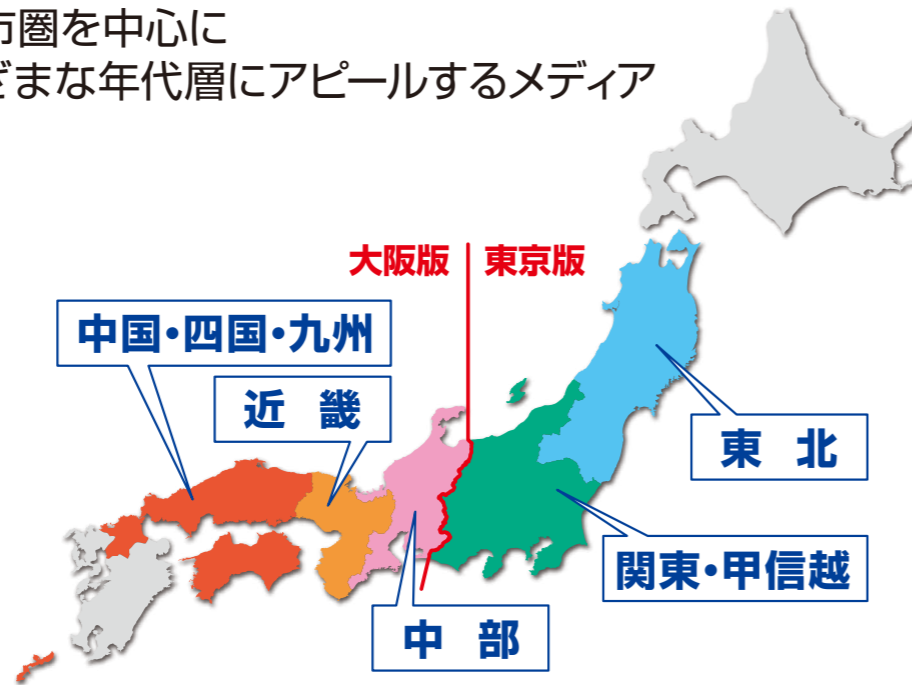 市圏を中心に
ざまな年代層にアピールするメディア
大阪版
東京版
中国・四国・九州
近 畿
東 北
関東・甲信越
中 部